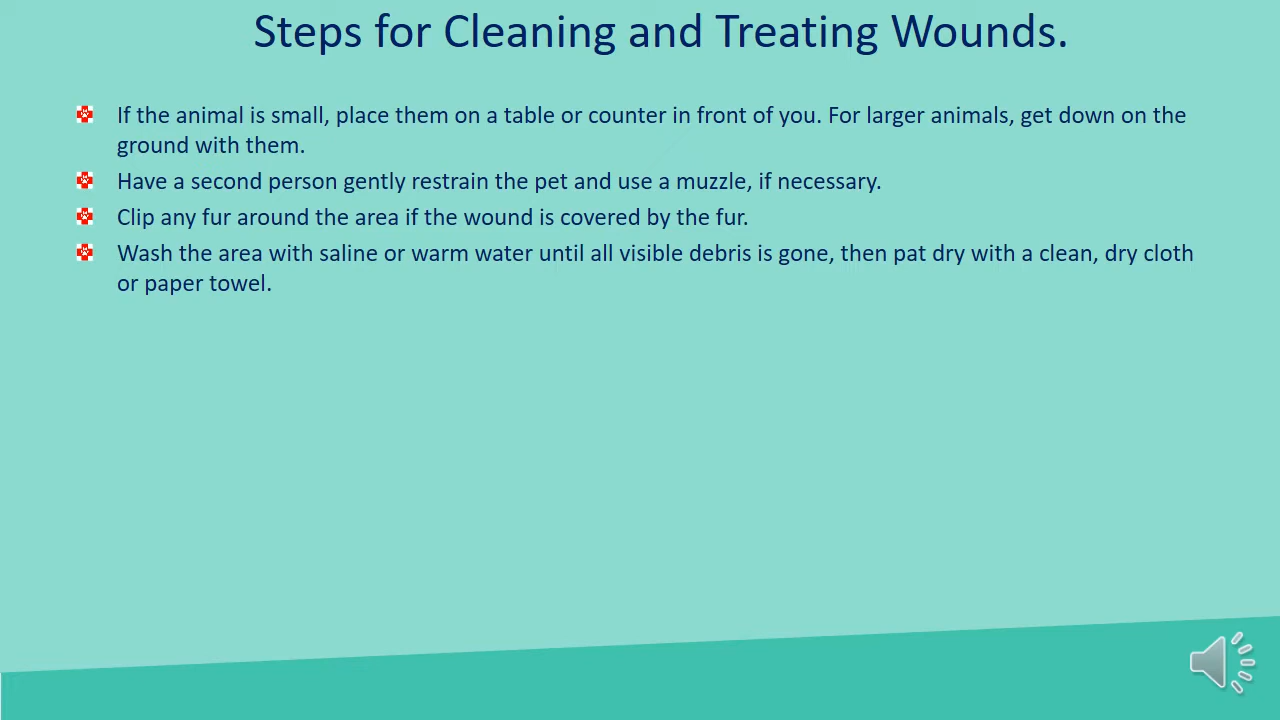 Steps for Cleaning and Treating Wounds.
If the animal is small, place them on a table or counter in front of you. For larger animals, get down on the
ground with them.
Have a second person gently restrain the pet and use a muzzle, if necessary.
Clip any fur around the area if the wound is covered by the fur.
Wash the area with saline or warm water until all visible debris is gone, then pat dry with a clean, dry cloth
or paper towel.